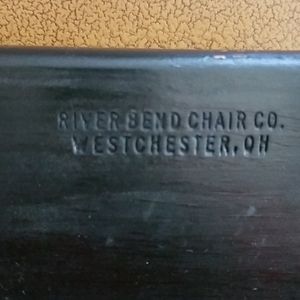 RIVER BEND CHAIR CO.
WESTCHESTER, OH